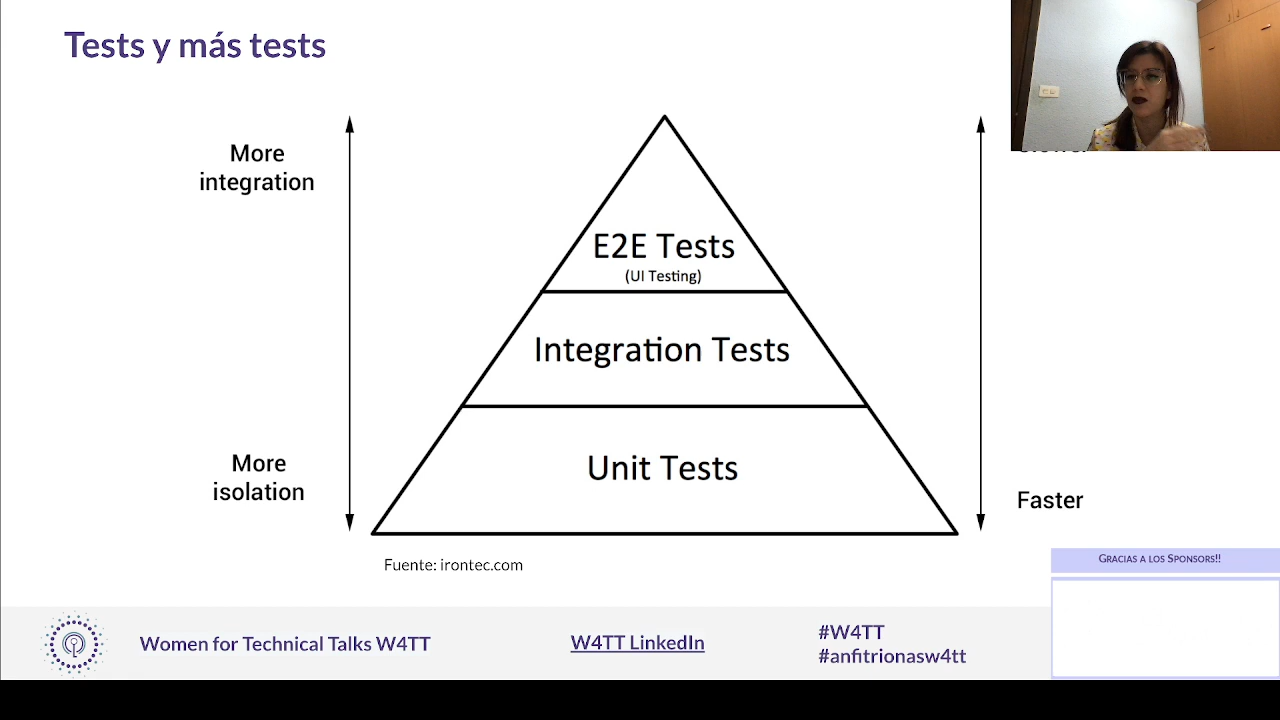 Tests y más tests
More
integration
E2E Tests
(UI Testing)
Integration Tests
More
isolation
Unit Tests
Faster
Fuente: irontec.com
GRACIAS A LOS SPONSORS!!
Women for Technical Talks W4TT
W4TT LinkedIn
#W4TT
#anfitrionasw4tt